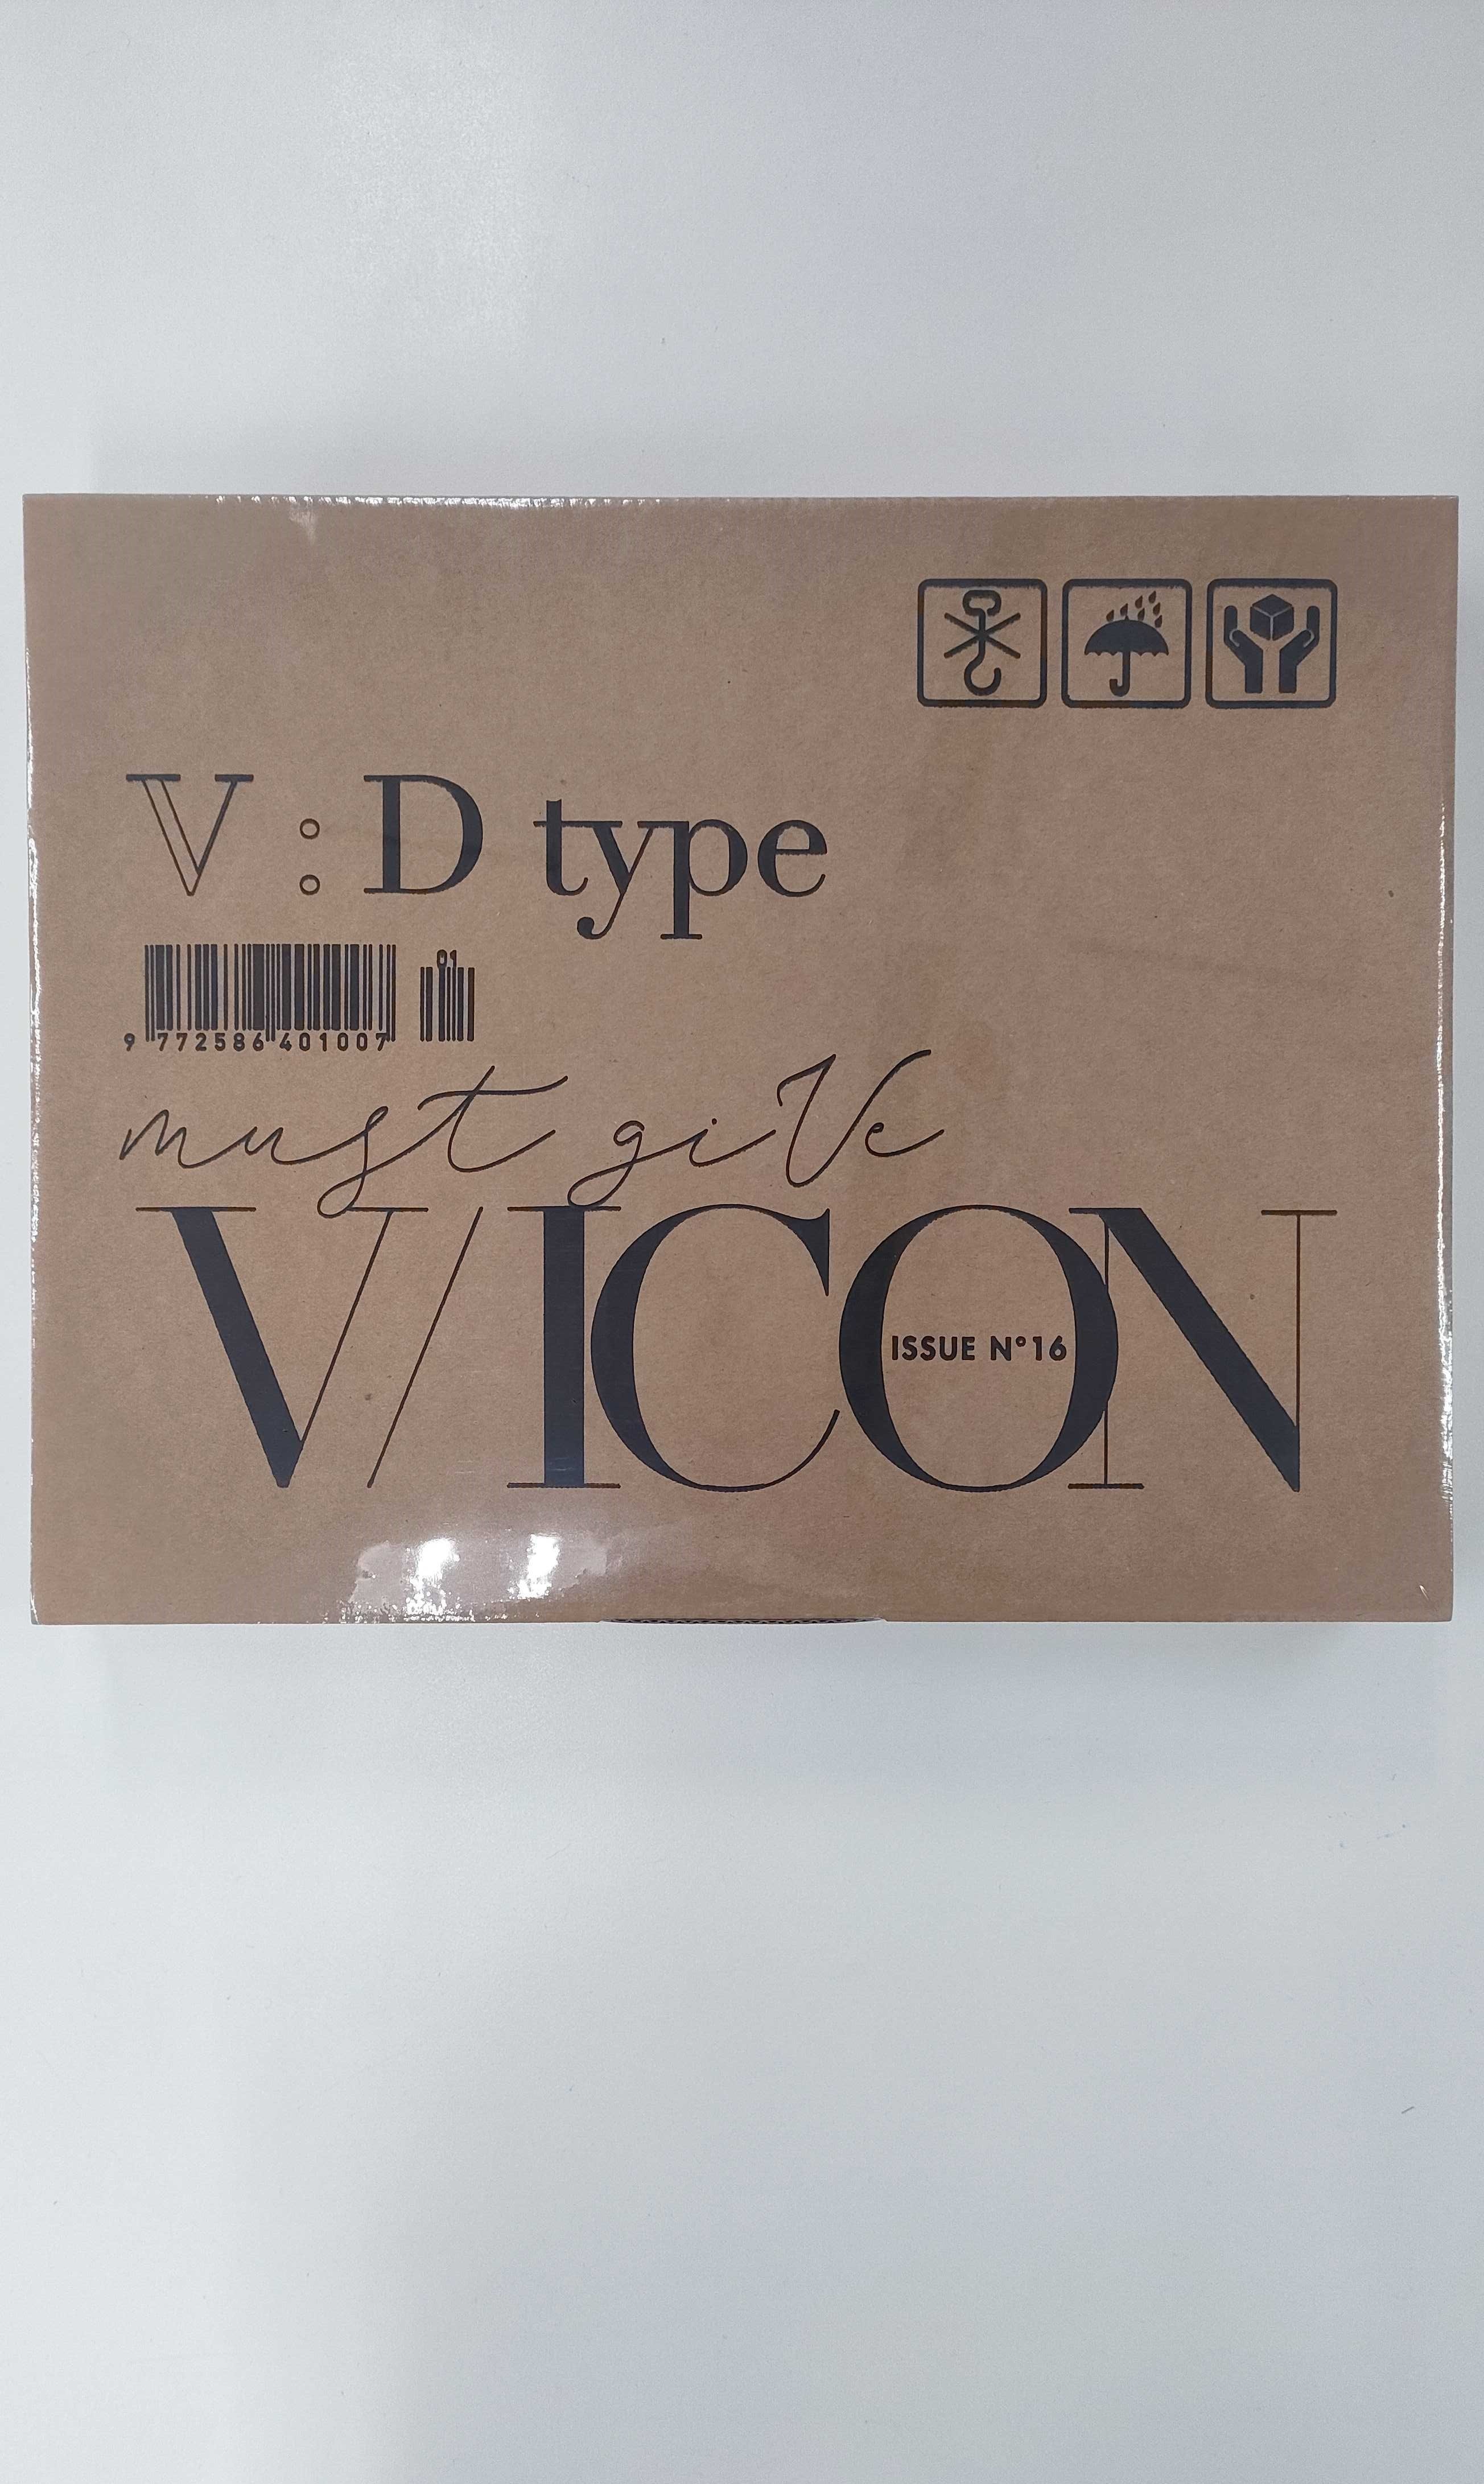 V : D type
01
9 772586 401007
must giVe
V/ICON
ISSUE N°16